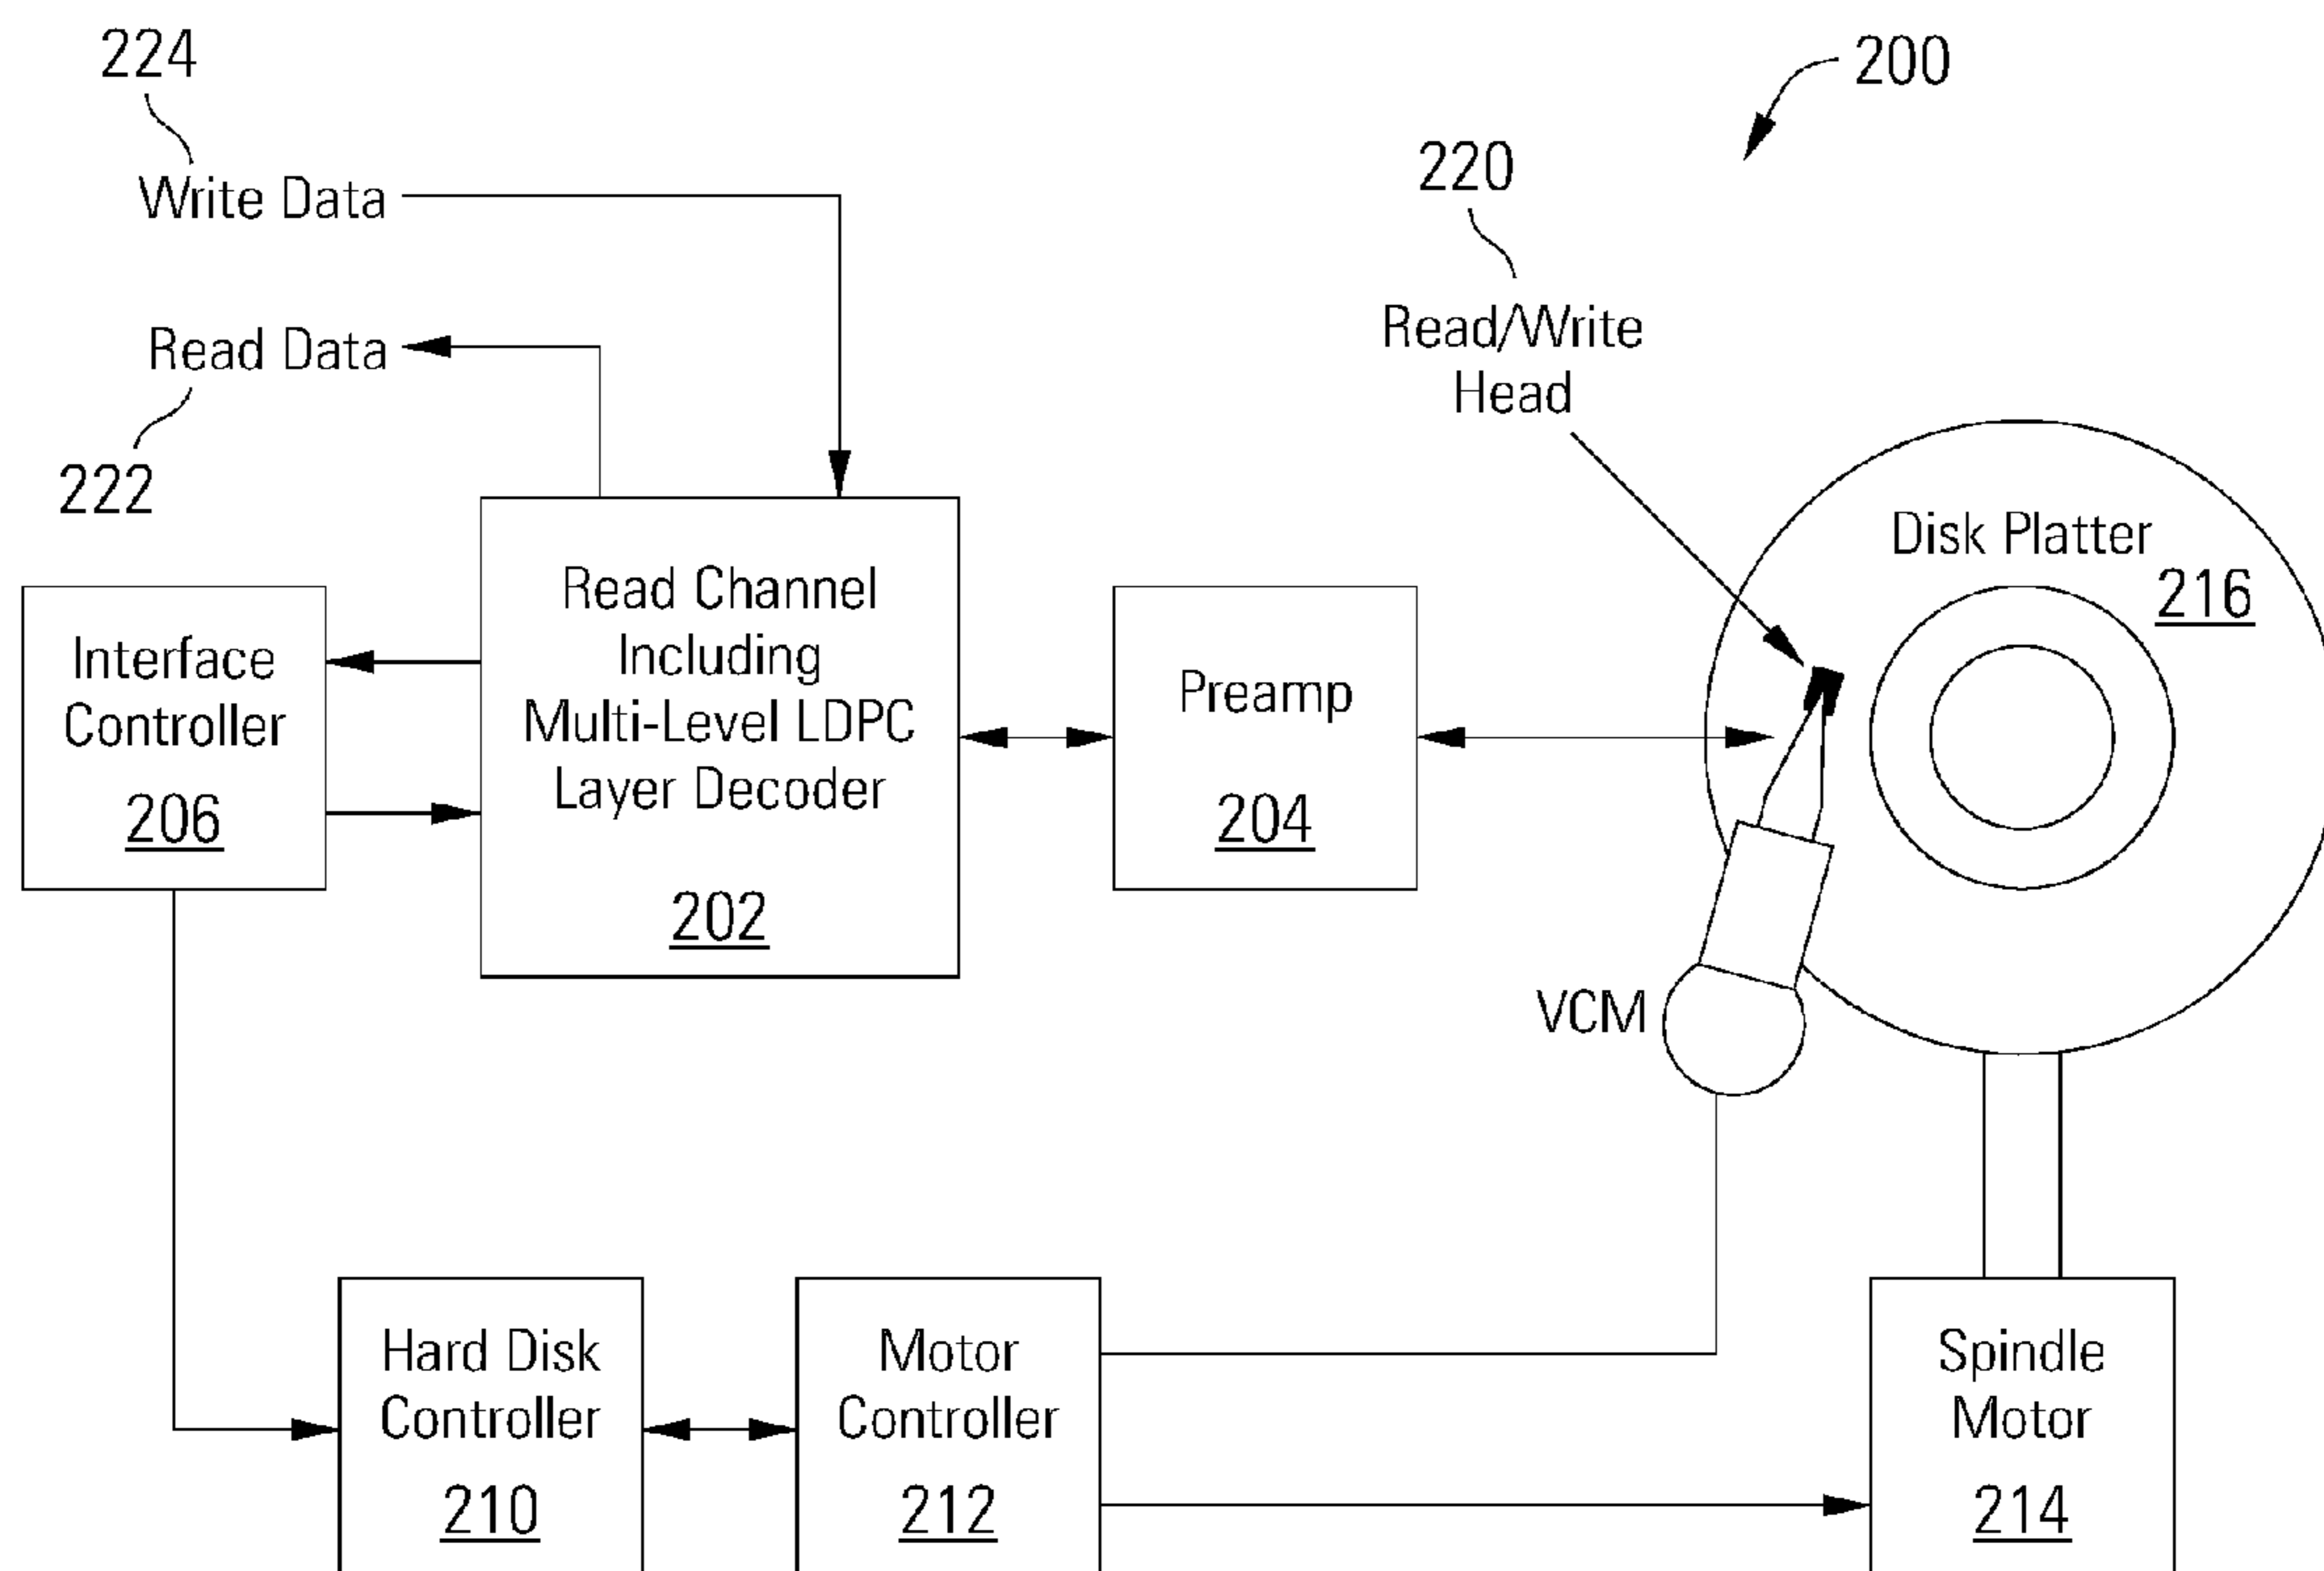 224
200
220
Write Data
Read/Write
Head
Read Data
222
Disk Platter
216
Read Channel
Including
Multi-Level LDPC
Layer Decoder
202
Interface
Controller
206
Preamp
204
VCM
Hard Disk
Controller
210
Motor
Controller
212
Spindle
Motor
214